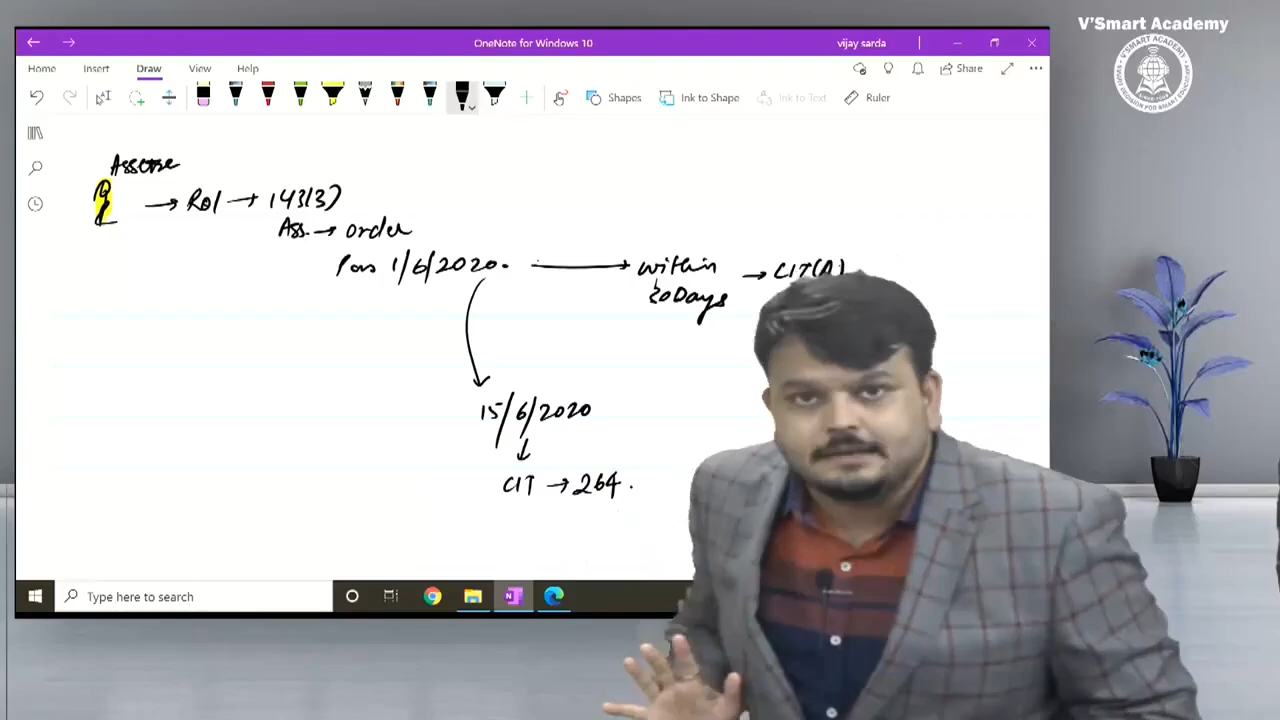 V'Smart Academy
OneNote for Windows 10
vijay sarda
Home Insert Draw View Help
Share
Shapes Ink to Shape Ink to Text Ruler
Assessee
→ RoI → 143(3)
Ass. → order
Pass 1/6/2020. → within → CIT(A)
30 Days
15/6/2020
CIT → 264.
Type here to search